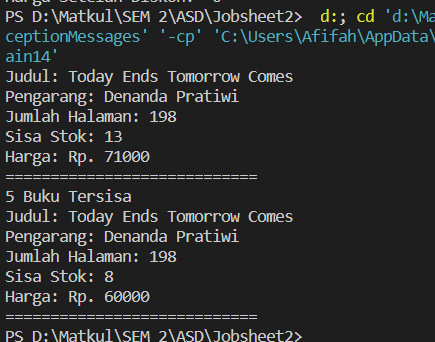 PS D:\Matkul\SEM 2\ASD\Jobsheet2>  d:; cd 'd:\Ma
ceptionMessages' '-cp' 'C:\Users\Afifah\AppData\
ain14'
Judul: Today Ends Tomorrow Comes
Pengarang: Denanda Pratiwi
Jumlah Halaman: 198
Sisa Stok: 13
Harga: Rp. 71000
============================
5 Buku Tersisa
Judul: Today Ends Tomorrow Comes
Pengarang: Denanda Pratiwi
Jumlah Halaman: 198
Sisa Stok: 8
Harga: Rp. 60000
============================
PS D:\Matkul\SEM 2\ASD\Jobsheet2>